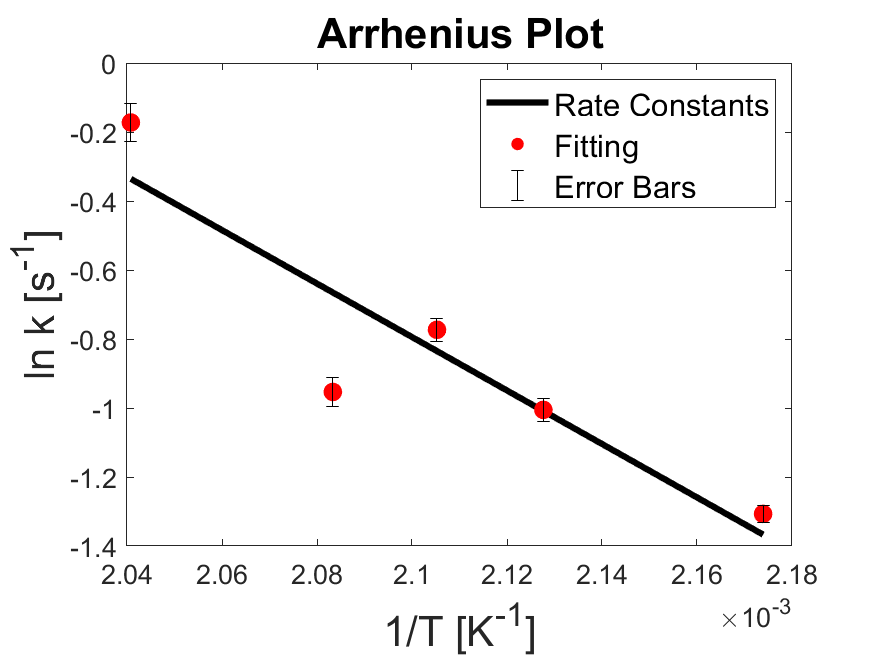 Arrhenius Plot
0
-0.2
-0.4
-0.6
-0.8
-1
-1.2
-1.4
ln k [s⁻¹]
Rate Constants
Fitting
Error Bars
2.04 2.06 2.08 2.1 2.12 2.14 2.16 2.18
×10⁻³
1/T [K⁻¹]